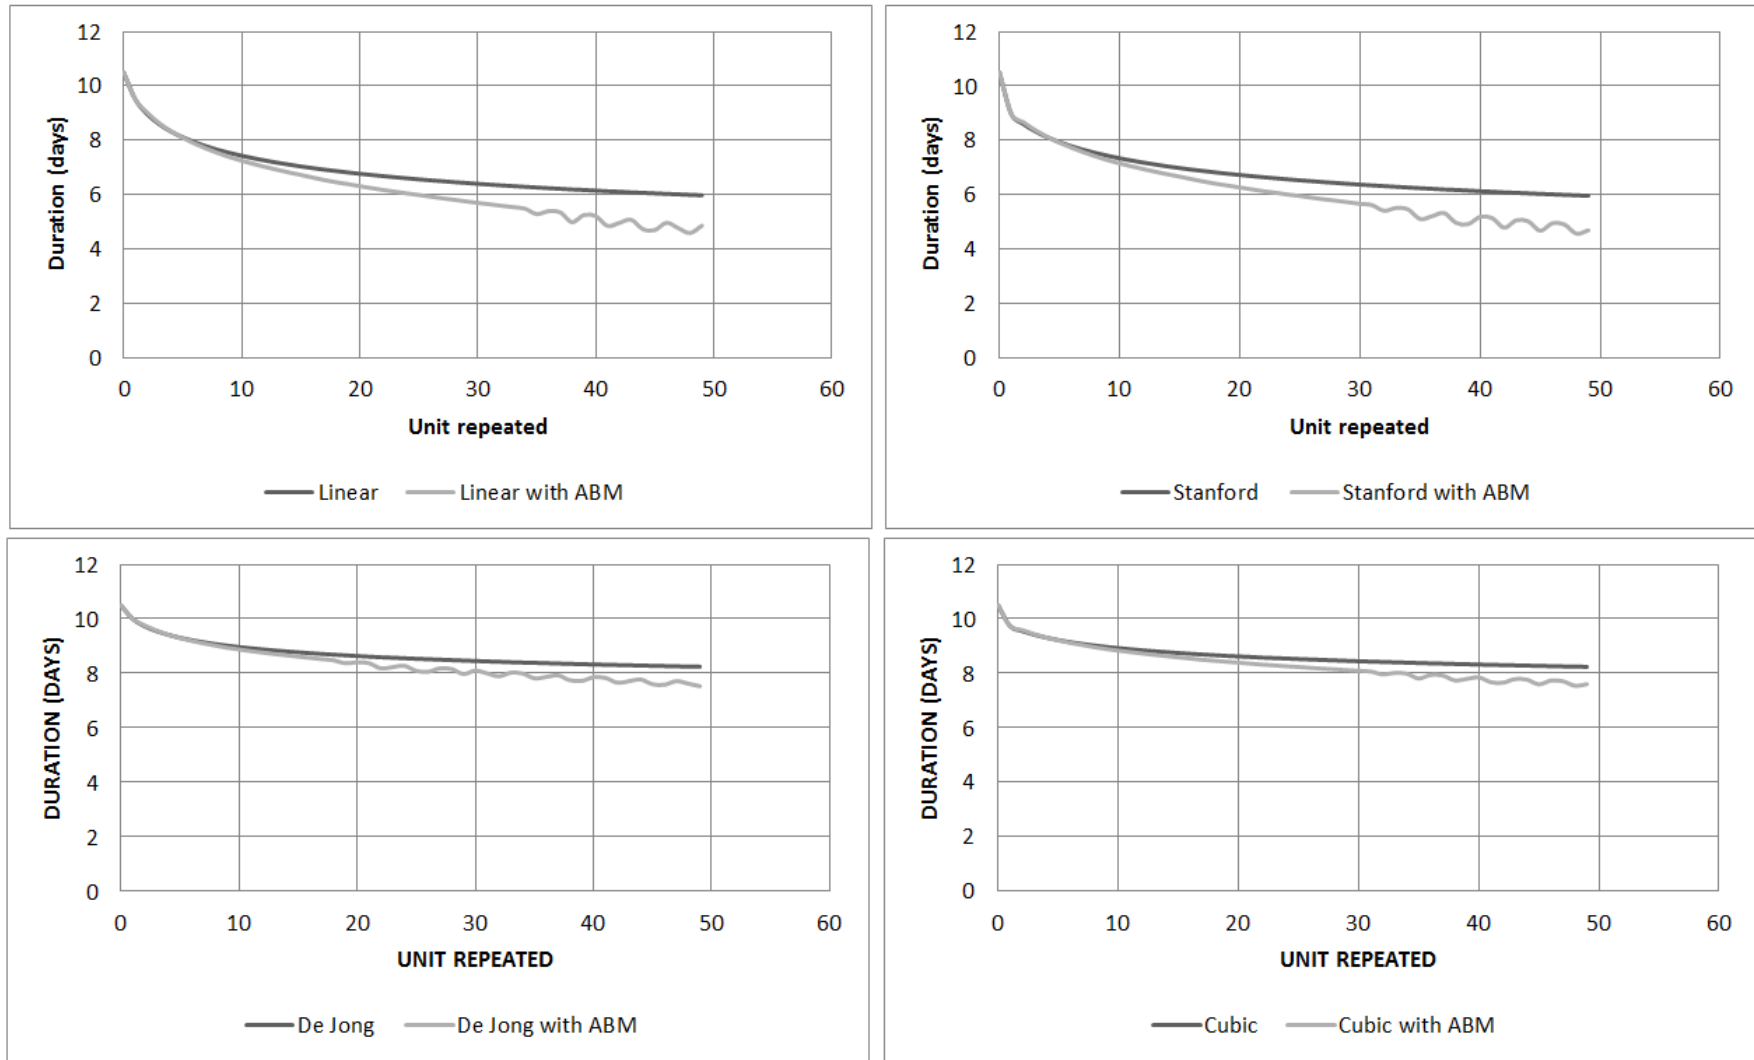 12
10
8
6
4
2
0
Duration (days)
0 10 20 30 40 50 60
Unit repeated
Linear Linear with ABM
12
10
8
6
4
2
0
Duration (days)
0 10 20 30 40 50 60
Unit repeated
Stanford Stanford with ABM
12
10
8
6
4
2
0
DURATION (DAYS)
0 10 20 30 40 50 60
UNIT REPEATED
De Jong De Jong with ABM
12
10
8
6
4
2
0
DURATION (DAYS)
0 10 20 30 40 50 60
UNIT REPEATED
Cubic Cubic with ABM